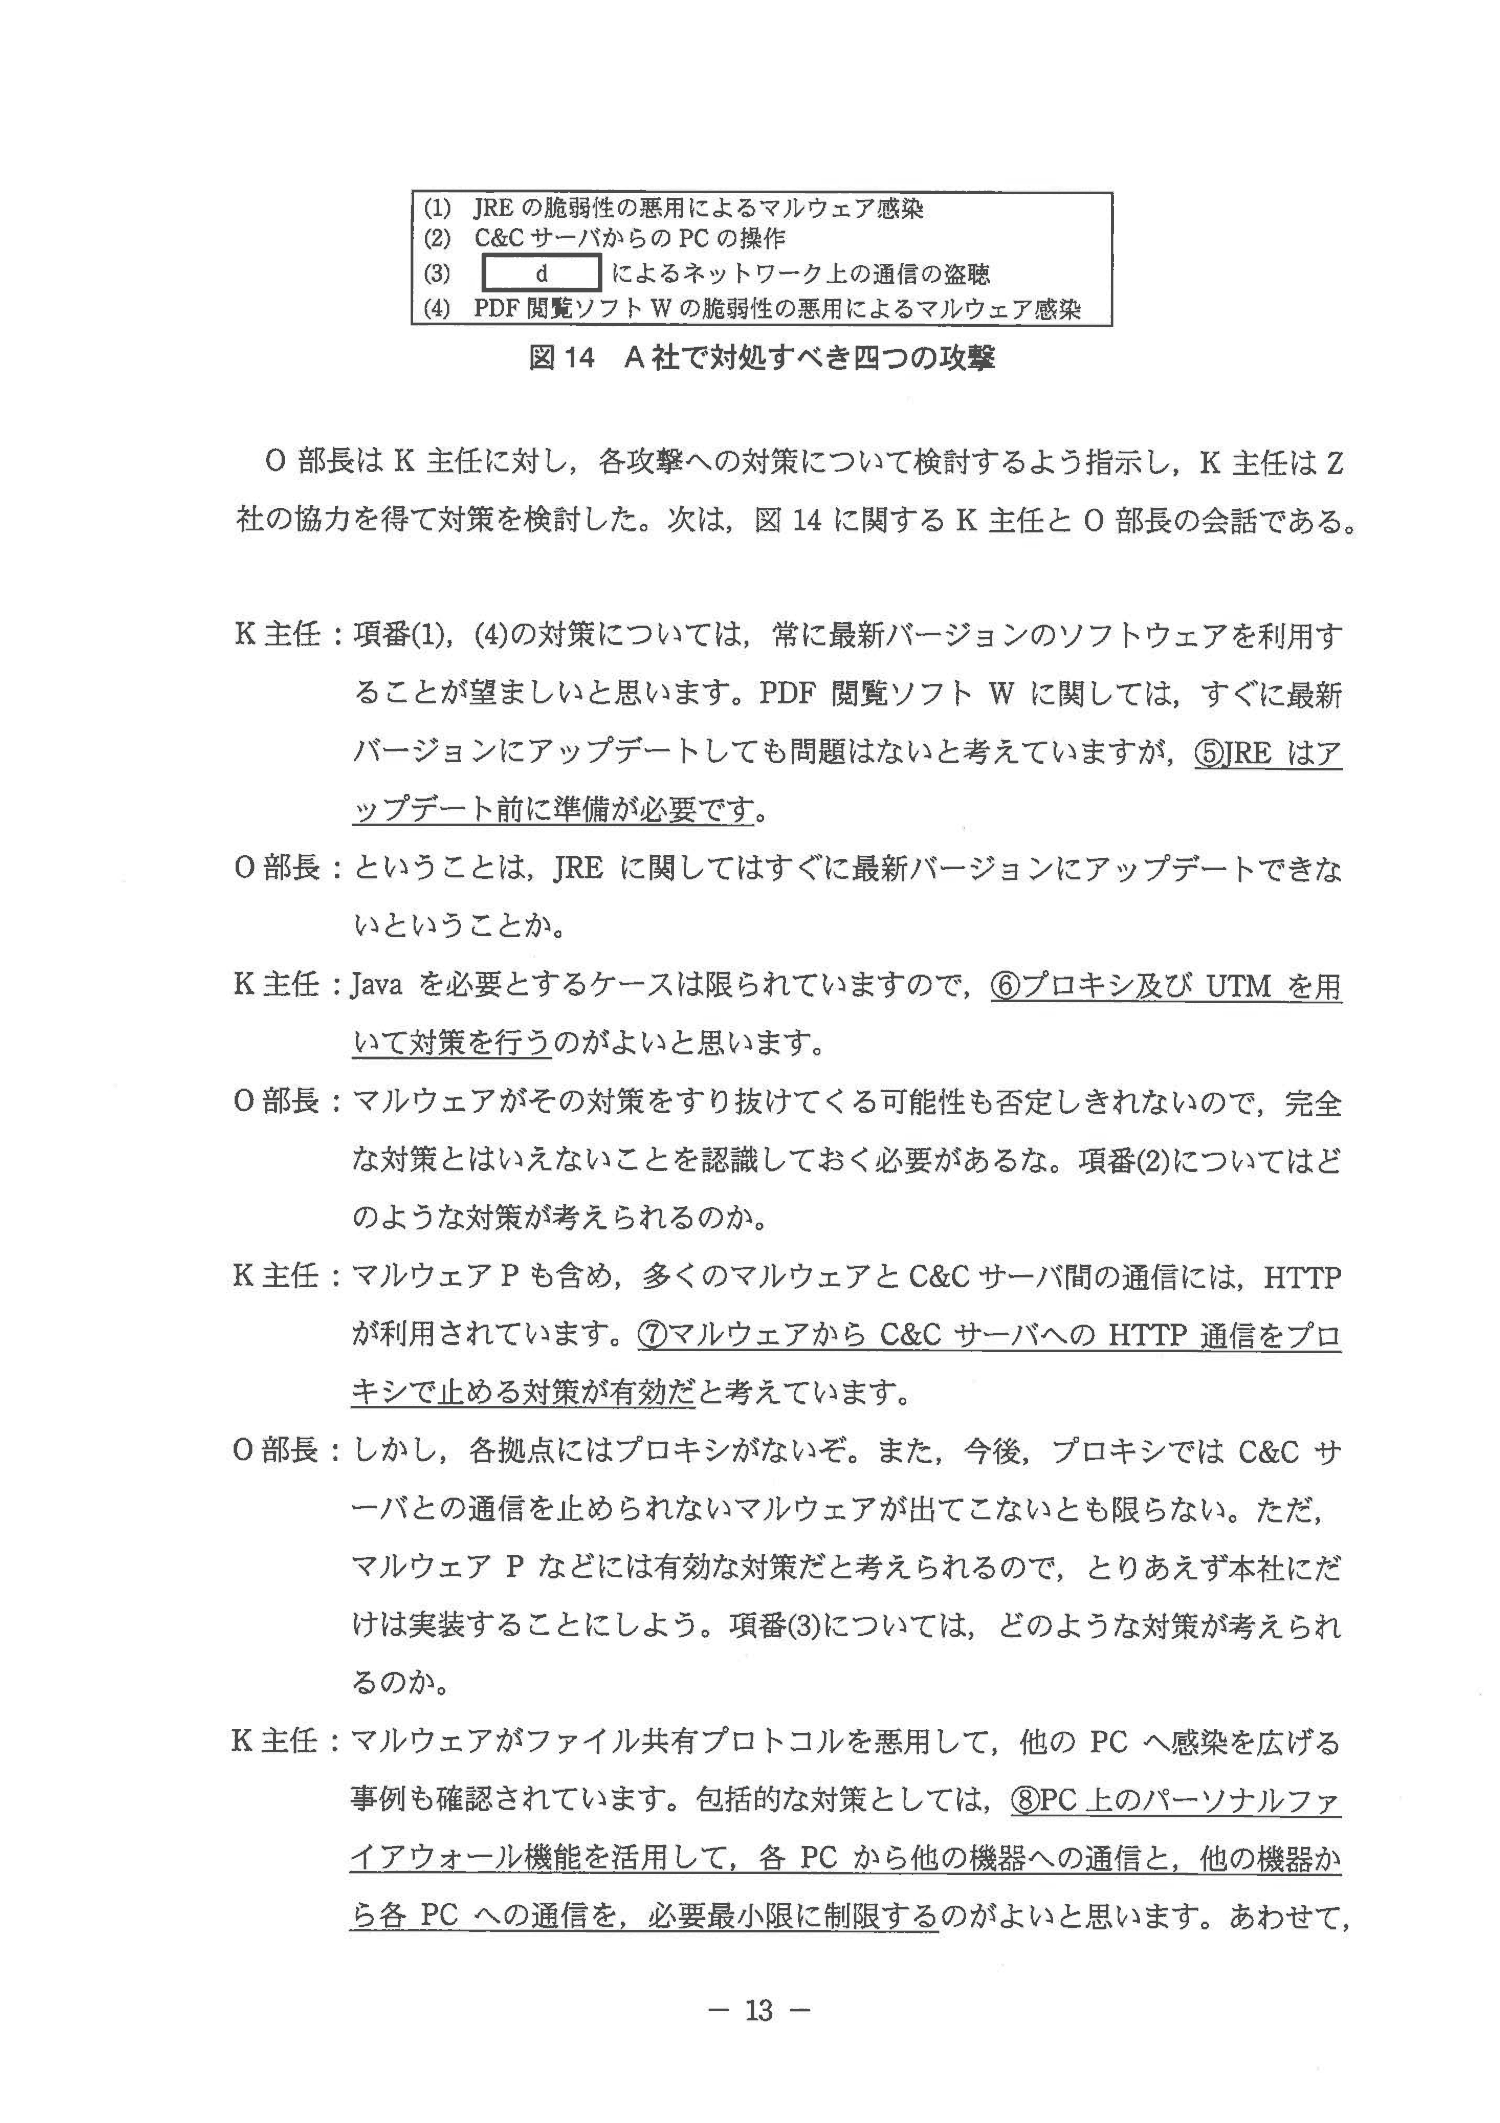 (1) JRE の脆弱性の悪用によるマルウェア感染
(2) C&C サーバからの PC の操作
(3) d によるネットワーク上の通信の盗聴
(4) PDF 閲覧ソフト W の脆弱性の悪用によるマルウェア感染
図 14 A 社で対処すべき四つの攻撃
O 部長は K 主任に対し，各攻撃への対策について検討するよう指示し，K 主任は Z
社の協力を得て対策を検討した。次は，図 14 に関する K 主任と O 部長の会話である。
K 主任：項番(1)，(4)の対策については，常に最新バージョンのソフトウェアを利用す
ることが望ましいと思います。PDF 閲覧ソフト W に関しては，すぐに最新
バージョンにアップデートしても問題はないと考えていますが，⑤JRE はア
ップデート前に準備が必要です。
O 部長：ということは，JRE に関してはすぐに最新バージョンにアップデートできな
いということか。
K 主任：Java を必要とするケースは限られていますので，⑥プロキシ及び UTM を用
いて対策を行うのがよいと思います。
O 部長：マルウェアがその対策をすり抜けてくる可能性も否定しきれないので，完全
な対策とはいえないことを認識しておく必要があるな。項番(2)についてはど
のような対策が考えられるのか。
K 主任：マルウェア P も含め，多くのマルウェアと C&C サーバ間の通信には，HTTP
が利用されています。⑦マルウェアから C&C サーバへの HTTP 通信をプロ
キシで止める対策が有効だと考えています。
O 部長：しかし，各拠点にはプロキシがないぞ。また，今後，プロキシでは C&C サ
ーバとの通信を止められないマルウェアが出てこないとも限らない。ただ，
マルウェア P などには有効な対策だと考えられるので，とりあえず本社にだ
けは実装することにしよう。項番(3)については，どのような対策が考えられ
るのか。
K 主任：マルウェアがファイル共有プロトコルを悪用して，他の PC へ感染を広げる
事例も確認されています。包括的な対策としては，⑧PC 上のパーソナルファ
イアウォール機能を活用して，各 PC から他の機器への通信と，他の機器か
ら各 PC への通信を，必要最小限に制限するのがよいと思います。あわせて，
－ 13 －